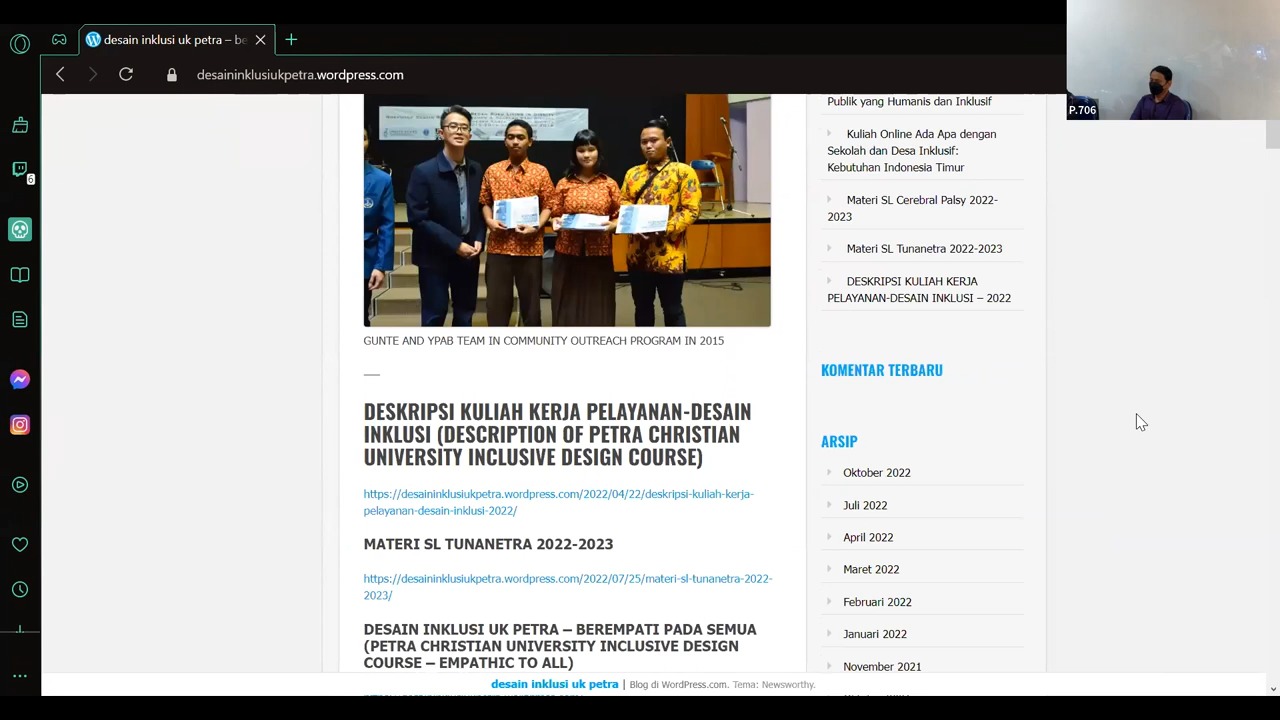 desain inklusi uk petra – be
desaininklusiukpetra.wordpress.com
P.706
6
GUNTE AND YPAB TEAM IN COMMUNITY OUTREACH PROGRAM IN 2015
DESKRIPSI KULIAH KERJA PELAYANAN-DESAIN
INKLUSI (DESCRIPTION OF PETRA CHRISTIAN
UNIVERSITY INCLUSIVE DESIGN COURSE)
https://desaininklusiukpetra.wordpress.com/2022/04/22/deskripsi-kuliah-kerja-
pelayanan-desain-inklusi-2022/
MATERI SL TUNANETRA 2022-2023
https://desaininklusiukpetra.wordpress.com/2022/07/25/materi-sl-tunanetra-2022-
2023/
DESAIN INKLUSI UK PETRA – BEREMPATI PADA SEMUA
(PETRA CHRISTIAN UNIVERSITY INCLUSIVE DESIGN
COURSE – EMPATHIC TO ALL)
Publik yang Humanis dan Inklusif
Kuliah Online Ada Apa dengan
Sekolah dan Desa Inklusif:
Kebutuhan Indonesia Timur
Materi SL Cerebral Palsy 2022-
2023
Materi SL Tunanetra 2022-2023
DESKRIPSI KULIAH KERJA
PELAYANAN-DESAIN INKLUSI – 2022
KOMENTAR TERBARU
ARSIP
Oktober 2022
Juli 2022
April 2022
Maret 2022
Februari 2022
Januari 2022
November 2021
desain inklusi uk petra | Blog di WordPress.com. Tema: Newsworthy.